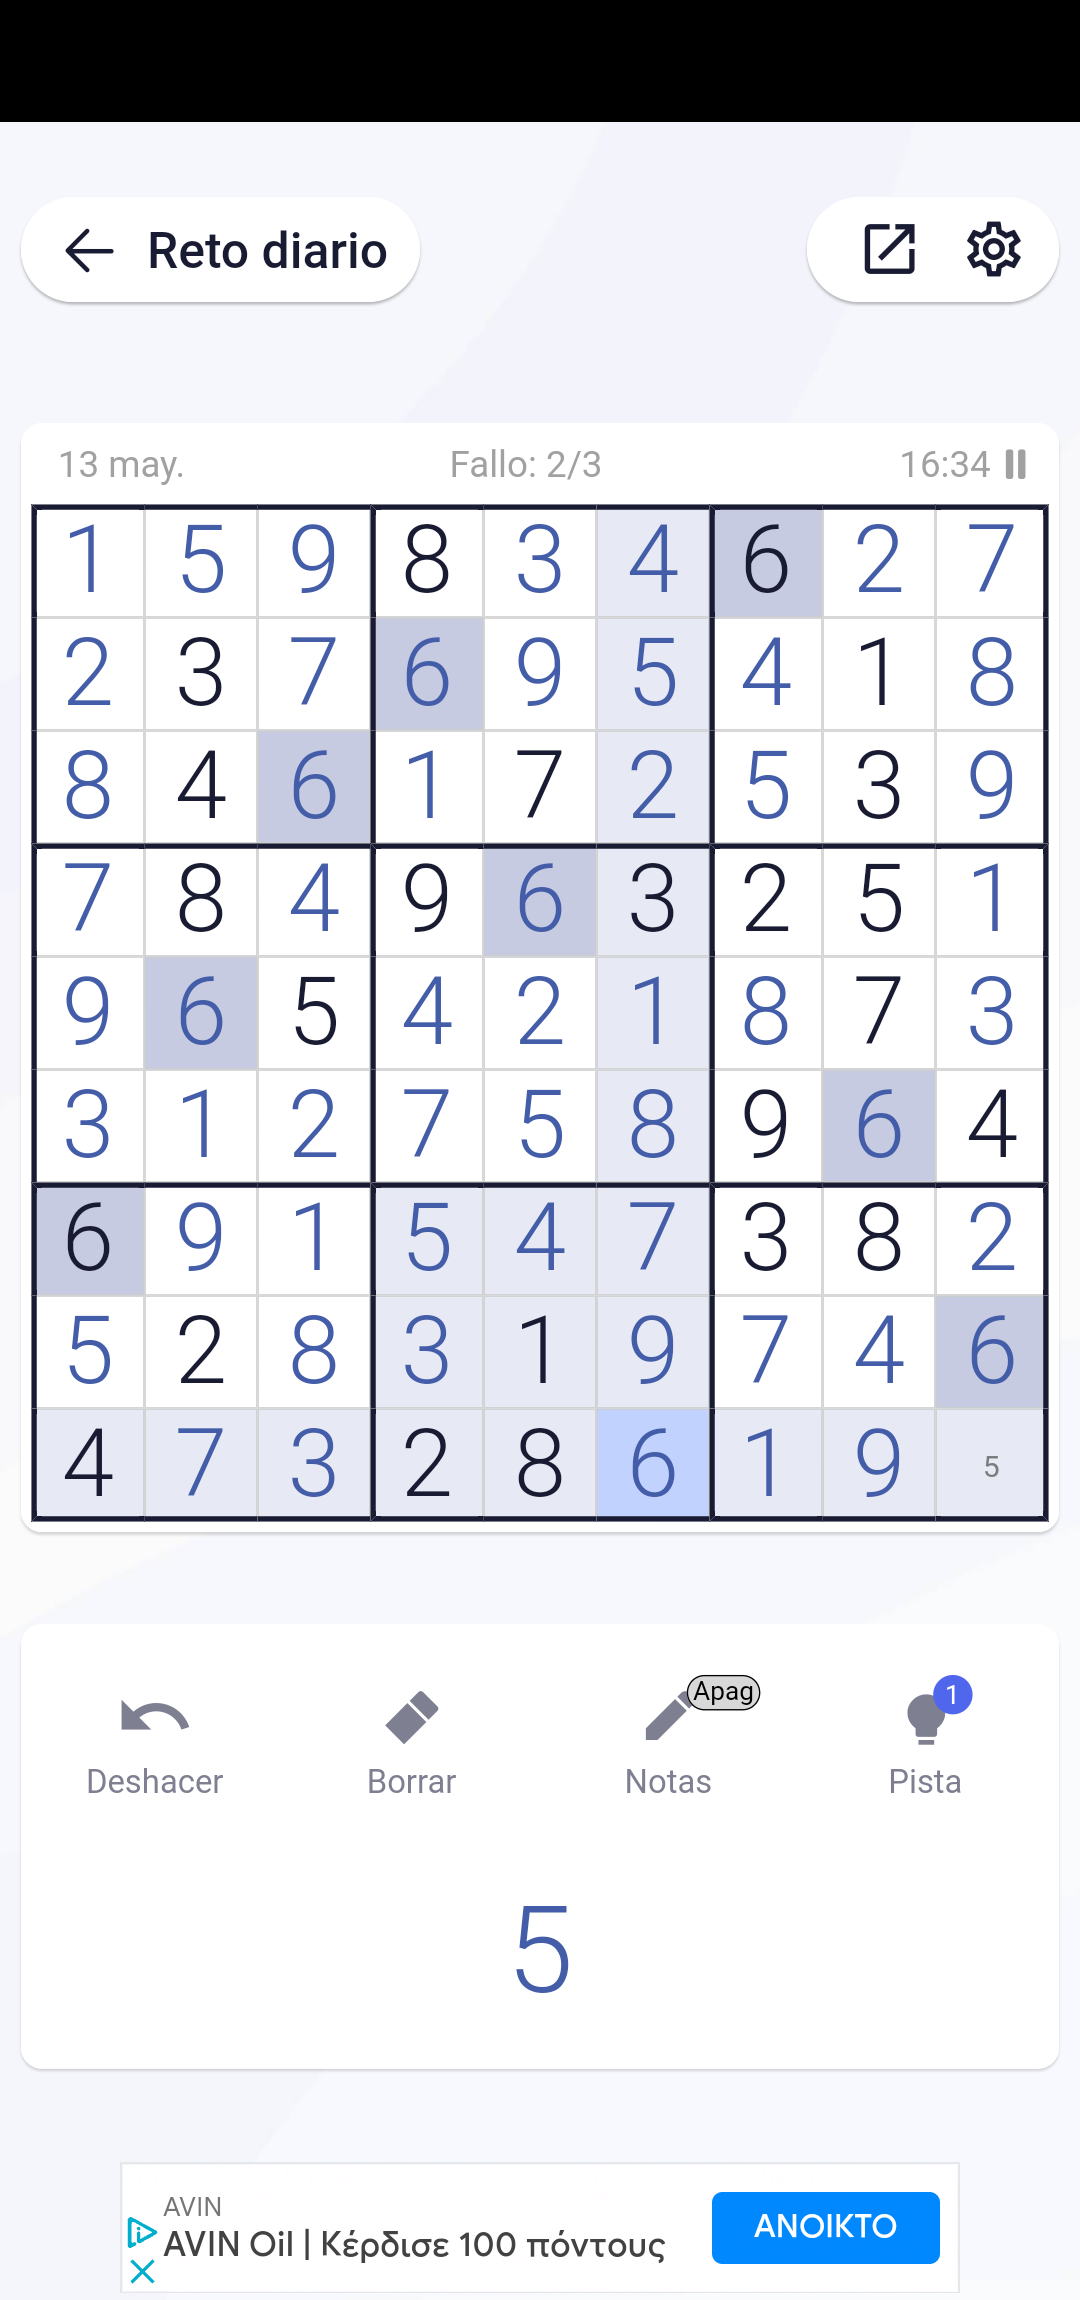 Reto diario
13 may. Fallo: 2/3 16:34
1 5 9 8 3 4 6 2 7
2 3 7 6 9 5 4 1 8
8 4 6 1 7 2 5 3 9
7 8 4 9 6 3 2 5 1
9 6 5 4 2 1 8 7 3
3 1 2 7 5 8 9 6 4
6 9 1 5 4 7 3 8 2
5 2 8 3 1 9 7 4 6
4 7 3 2 8 6 1 9 5
Apag 1
Deshacer Borrar Notas Pista
5
AVIN
AVIN Oil | Κέρδισε 100 πόντους
ΑΝΟΙΚΤΟ